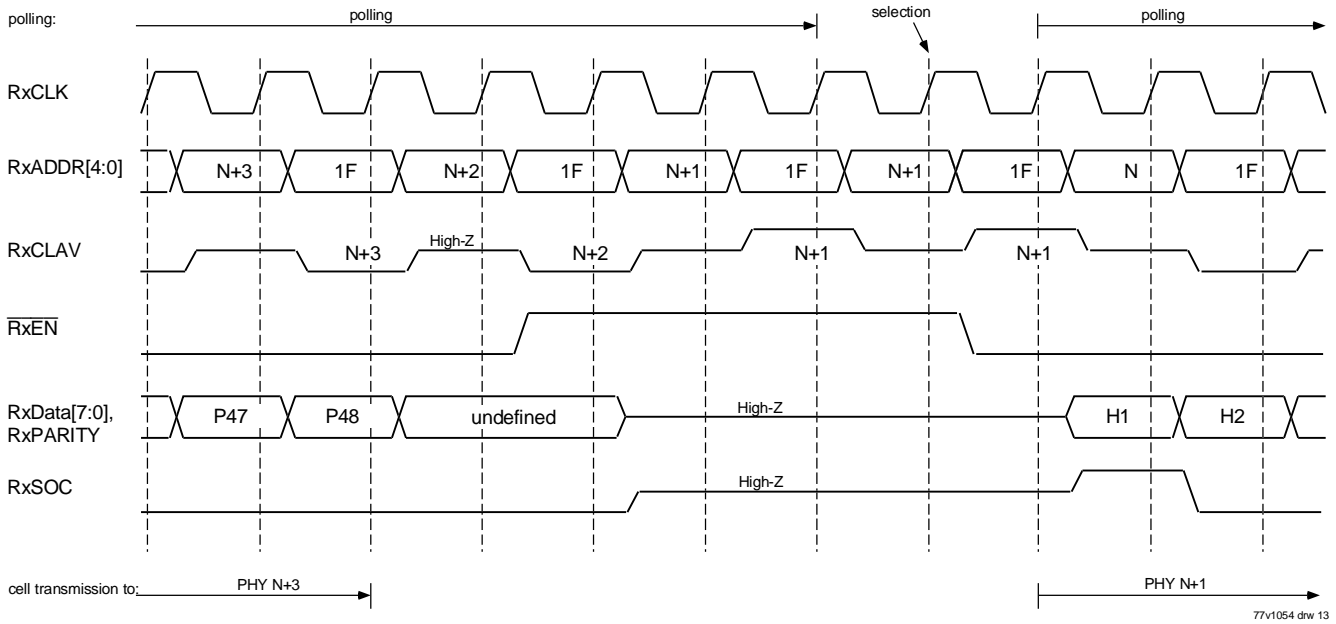 polling: polling selection polling
RxCLK
RxADDR[4:0] N+3 1F N+2 1F N+1 1F N+1 1F N 1F
RxCLAV N+3 High-Z N+2 N+1 N+1
RxEN
RxData[7:0], RxPARITY P47 P48 undefined High-Z H1 H2
RxSOC High-Z
cell transmission to: PHY N+3 PHY N+1
77v1054 drw 13